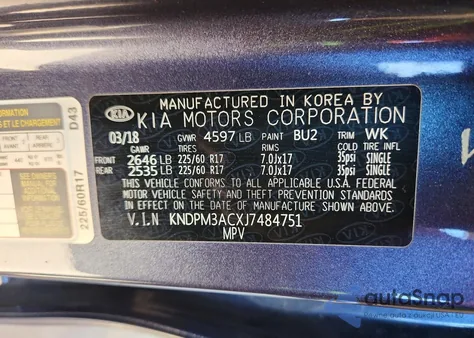 MANUFACTURED IN KOREA BY
KIA KIA MOTORS CORPORATION
03/18 GVWR 4597 LB PAINT BU2 TRIM WK
GAWR TIRES RIMS COLD TIRE INFL
FRONT 2646 LB 225/60 R17 7.0Jx17 35psi SINGLE
REAR 2535 LB 225/60 R17 7.0Jx17 35psi SINGLE
THIS VEHICLE CONFORMS TO ALL APPLICABLE U.S.A. FEDERAL
MOTOR VEHICLE SAFETY AND THEFT PREVENTION STANDARDS
IN EFFECT ON THE DATE OF MANUFACTURE SHOWN ABOVE.
V.I.N KNDPM3ACXJ7484751
MPV
D43
225/60R17
SEE OWNER'S
MANUAL
autoSnap